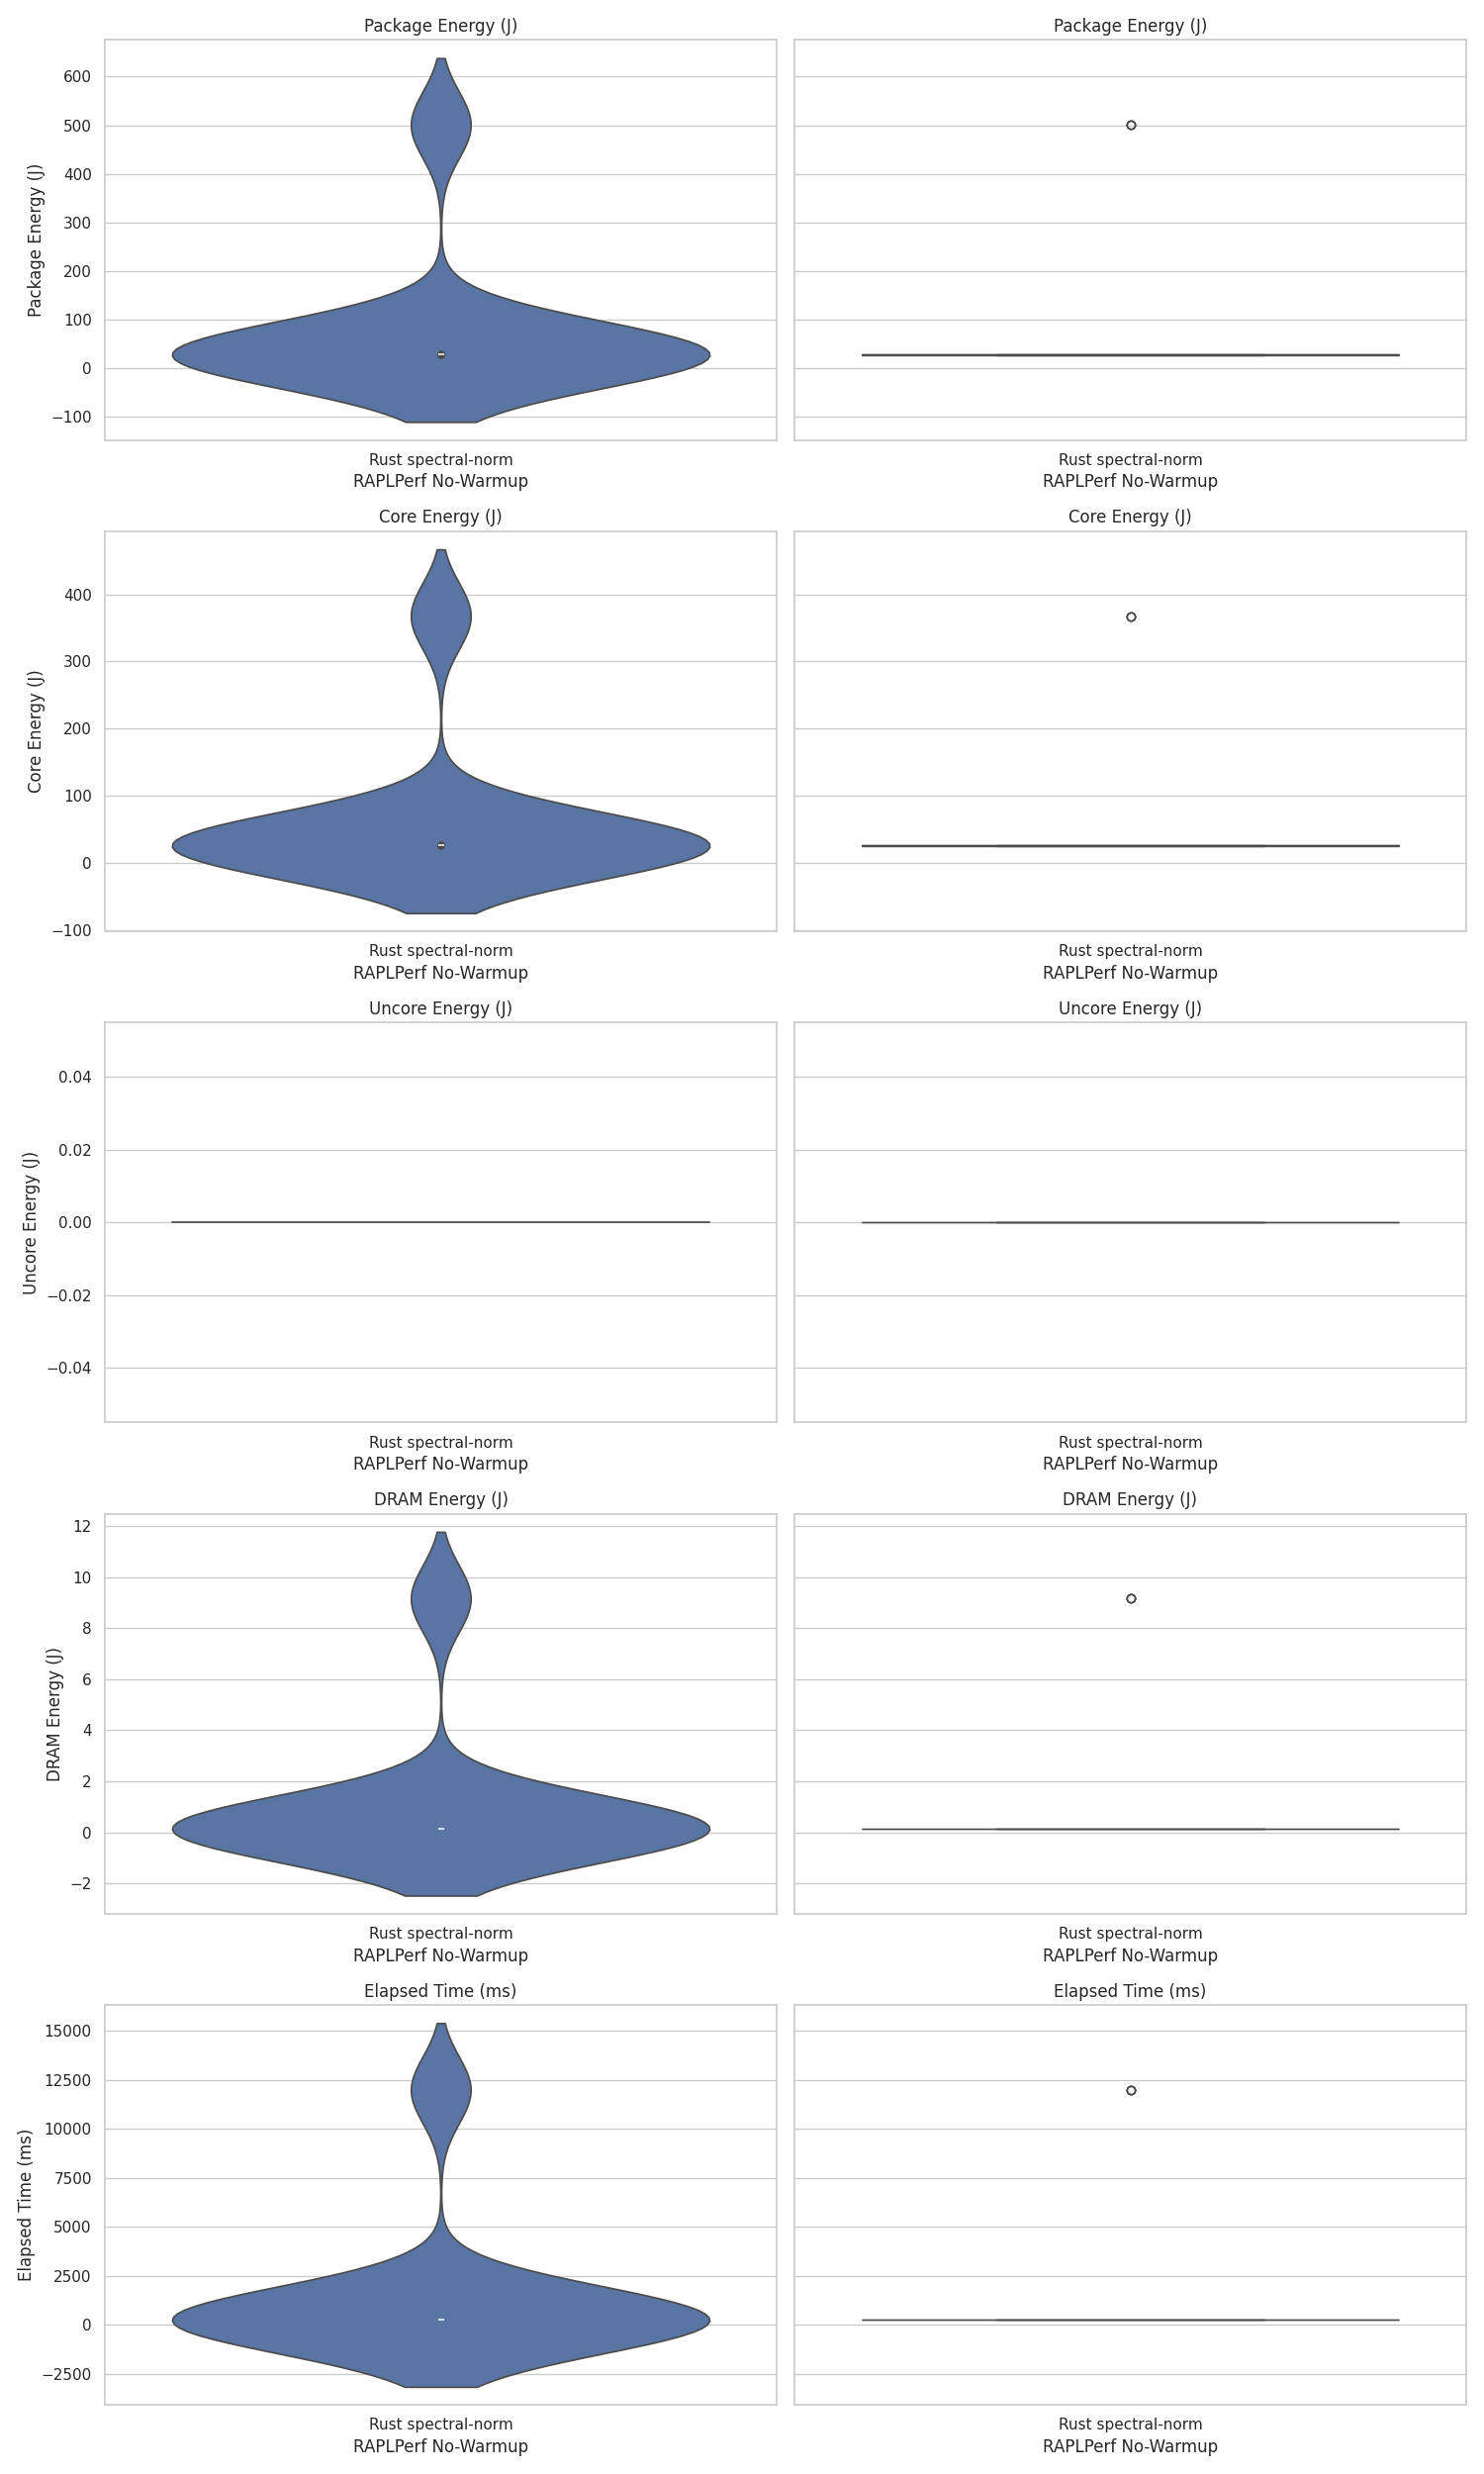 Package Energy (J)
Package Energy (J)
Package Energy (J)
600
500
400
300
200
100
0
−100
Rust spectral-norm
RAPLPerf No-Warmup
Rust spectral-norm
RAPLPerf No-Warmup
Core Energy (J)
Core Energy (J)
Core Energy (J)
400
300
200
100
0
−100
Rust spectral-norm
RAPLPerf No-Warmup
Rust spectral-norm
RAPLPerf No-Warmup
Uncore Energy (J)
Uncore Energy (J)
Uncore Energy (J)
0.04
0.02
0.00
−0.02
−0.04
Rust spectral-norm
RAPLPerf No-Warmup
Rust spectral-norm
RAPLPerf No-Warmup
DRAM Energy (J)
DRAM Energy (J)
DRAM Energy (J)
12
10
8
6
4
2
0
−2
Rust spectral-norm
RAPLPerf No-Warmup
Rust spectral-norm
RAPLPerf No-Warmup
Elapsed Time (ms)
Elapsed Time (ms)
Elapsed Time (ms)
15000
12500
10000
7500
5000
2500
0
−2500
Rust spectral-norm
RAPLPerf No-Warmup
Rust spectral-norm
RAPLPerf No-Warmup